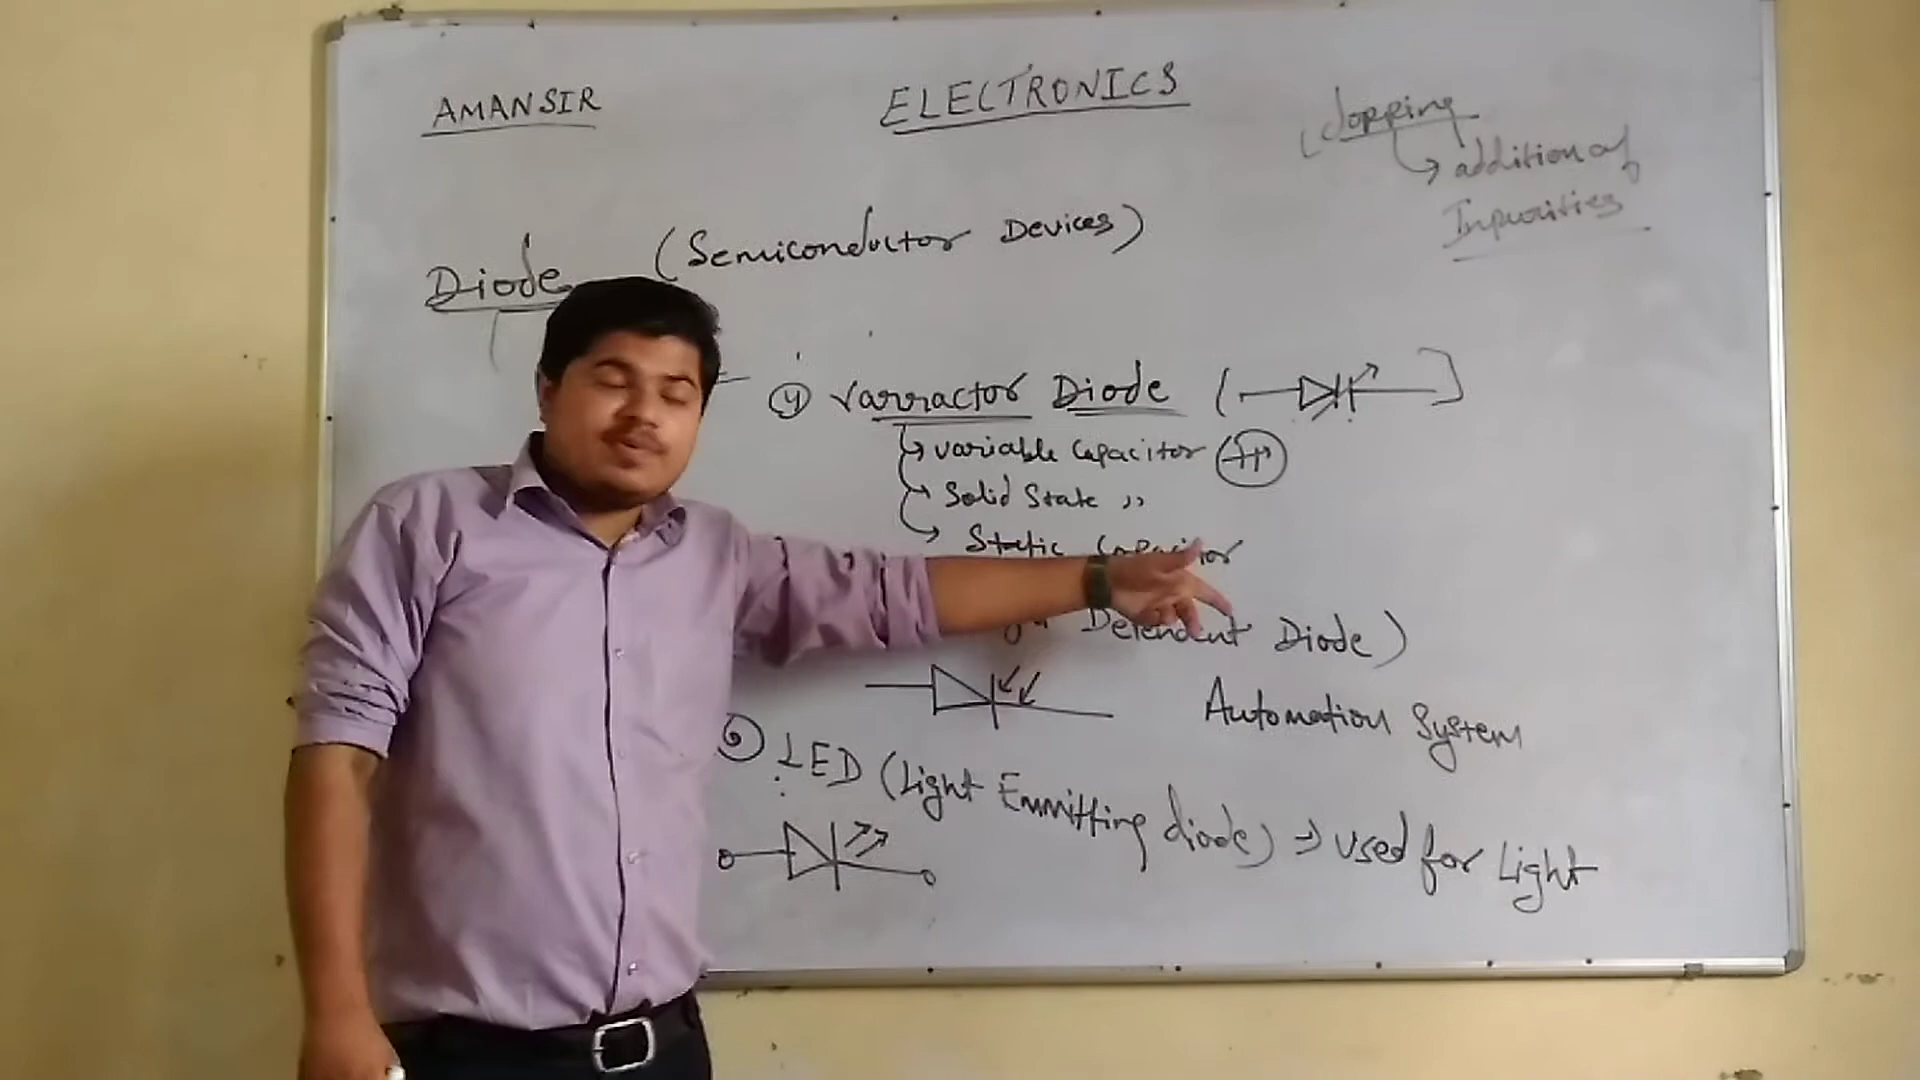 AMANSIR
ELECTRONICS
dopping
addition of
Inpurities
Diode (Semiconductor Devices)
④ Varractor Diode
variable Capacitor
Solid State ,,
Static Capacitor
Dependent Diode)
Automation System
⑥ LED (Light Emmitting diode) ⇒ used for Light